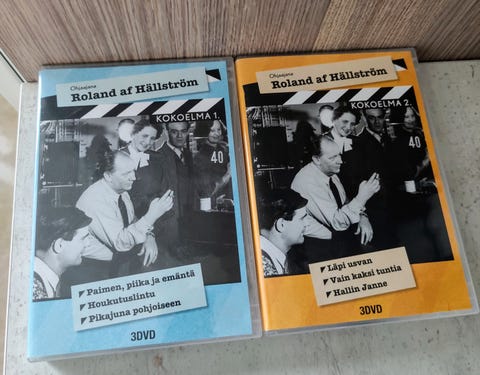 Ohjaajana
Roland af Hällström
KOKOELMA 1.
40
Paimen, piika ja emäntä
Houkutuslintu
Pikajuna pohjoiseen
3DVD
Ohjaajana
Roland af Hällström
KOKOELMA 2.
40
Läpi usvan
Vain kaksi tuntia
Hallin Janne
3DVD